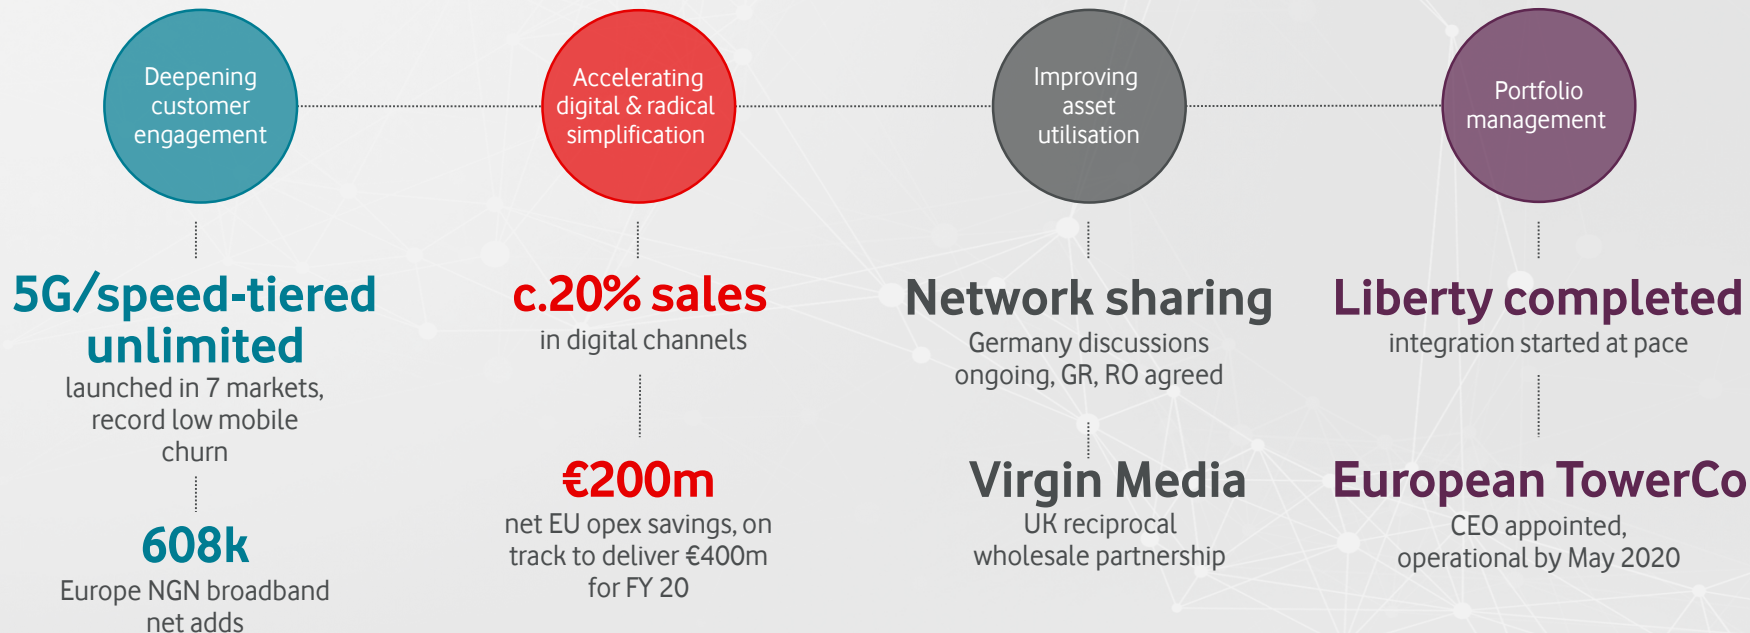 Deepening
customer
engagement
Accelerating
digital & radical
simplification
Improving
asset
utilisation
Portfolio
management
5G/speed-tiered
unlimited
launched in 7 markets,
record low mobile
churn
608k
Europe NGN broadband
net adds
c.20% sales
in digital channels
€200m
net EU opex savings, on
track to deliver €400m
for FY 20
Network sharing
Germany discussions
ongoing, GR, RO agreed
Virgin Media
UK reciprocal
wholesale partnership
Liberty completed
integration started at pace
European TowerCo
CEO appointed,
operational by May 2020